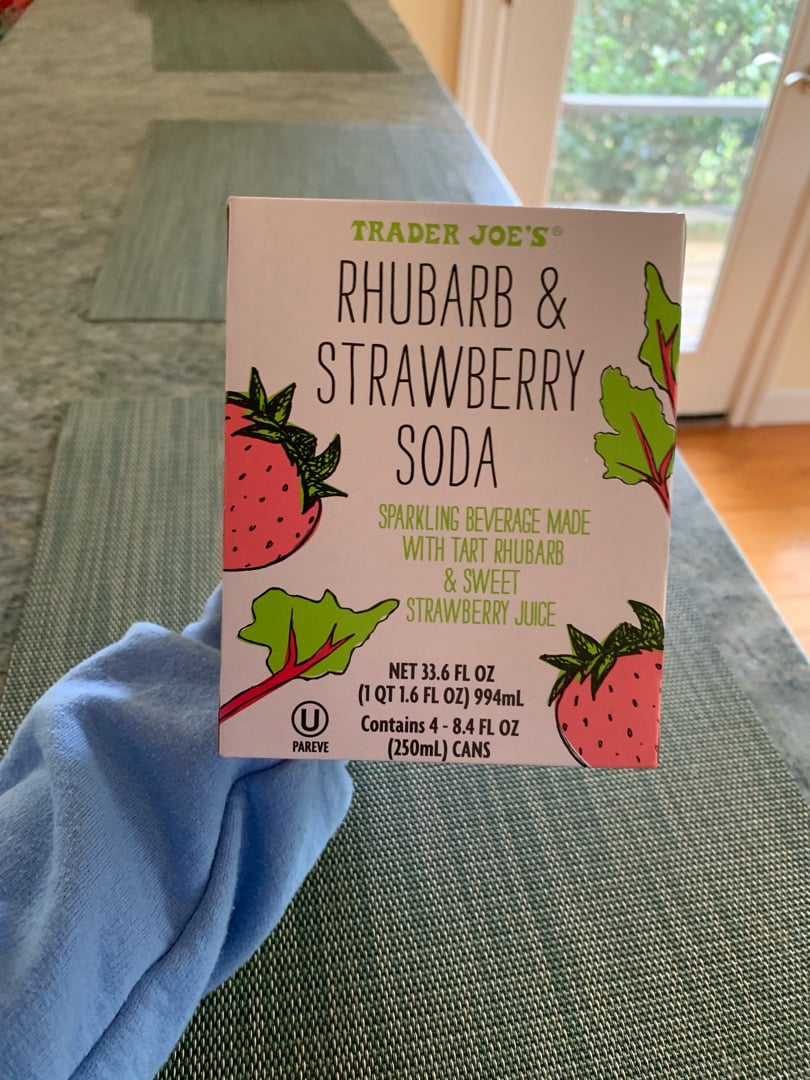 TRADER JOE'S®
RHUBARB &
STRAWBERRY
SODA
SPARKLING BEVERAGE MADE
WITH TART RHUBARB
& SWEET
STRAWBERRY JUICE
NET 33.6 FL OZ
(1 QT 1.6 FL OZ) 994mL
Contains 4 - 8.4 FL OZ
(250mL) CANS
U
PAREVE